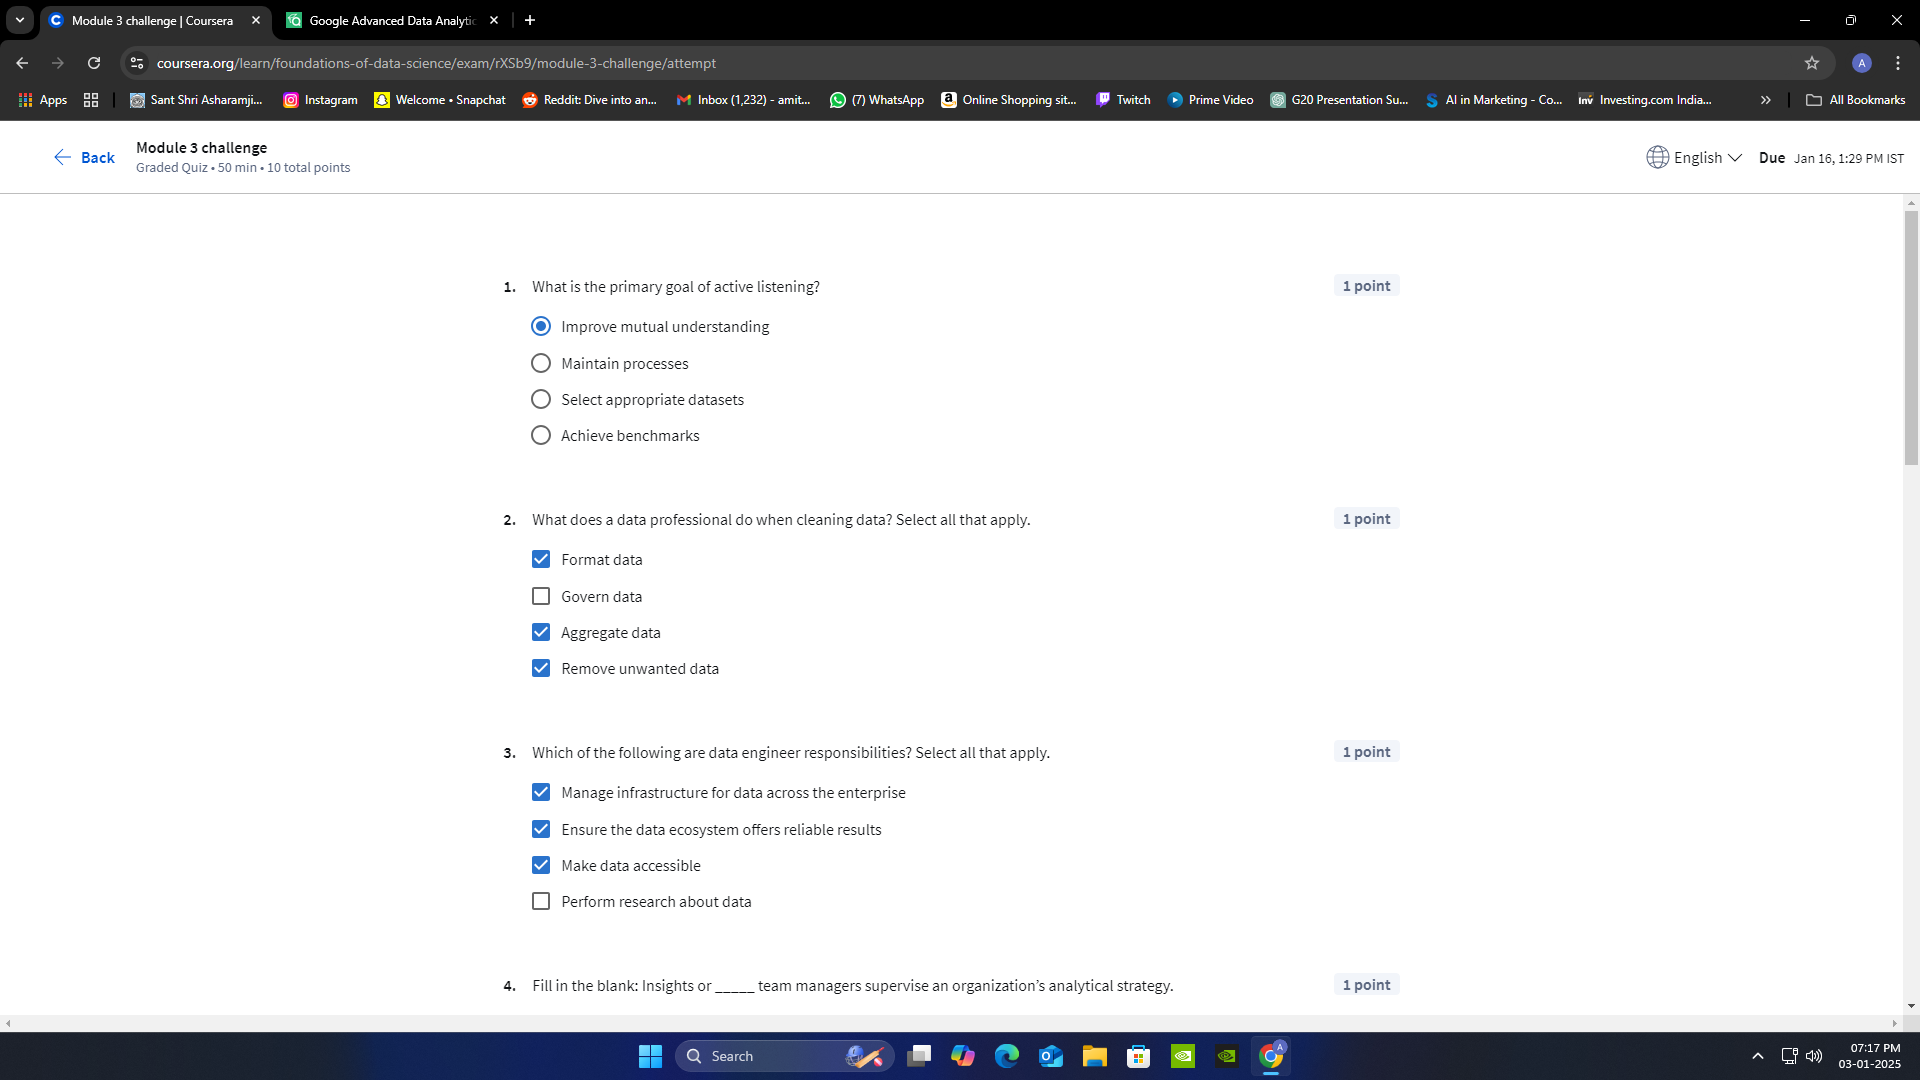 Module 3 challenge | Coursera
Google Advanced Data Analytic
coursera.org/learn/foundations-of-data-science/exam/rXSb9/module-3-challenge/attempt
A
Apps
Sant Shri Asharamji...
Instagram
Welcome • Snapchat
Reddit: Dive into an...
Inbox (1,232) - amit...
(7) WhatsApp
Online Shopping sit...
Twitch
Prime Video
G20 Presentation Su...
AI in Marketing - Co...
Inv Investing.com India...
All Bookmarks
Back
Module 3 challenge
Graded Quiz • 50 min • 10 total points
English
Due Jan 16, 1:29 PM IST
1. What is the primary goal of active listening?
1 point
Improve mutual understanding
Maintain processes
Select appropriate datasets
Achieve benchmarks
2. What does a data professional do when cleaning data? Select all that apply.
1 point
Format data
Govern data
Aggregate data
Remove unwanted data
3. Which of the following are data engineer responsibilities? Select all that apply.
1 point
Manage infrastructure for data across the enterprise
Ensure the data ecosystem offers reliable results
Make data accessible
Perform research about data
4. Fill in the blank: Insights or _____ team managers supervise an organization’s analytical strategy.
1 point
Search
07:17 PM
03-01-2025